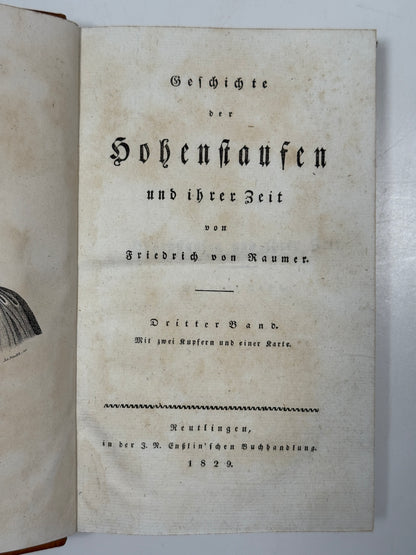 Geschichte
der
Hohenstaufen
und ihrer Zeit
von
Friedrich von Raumer.
Dritter Band.
Mit zwei Kupfern und einer Karte.
Reutlingen,
in der J. N. Enßlin'schen Buchhandlung.
1829.